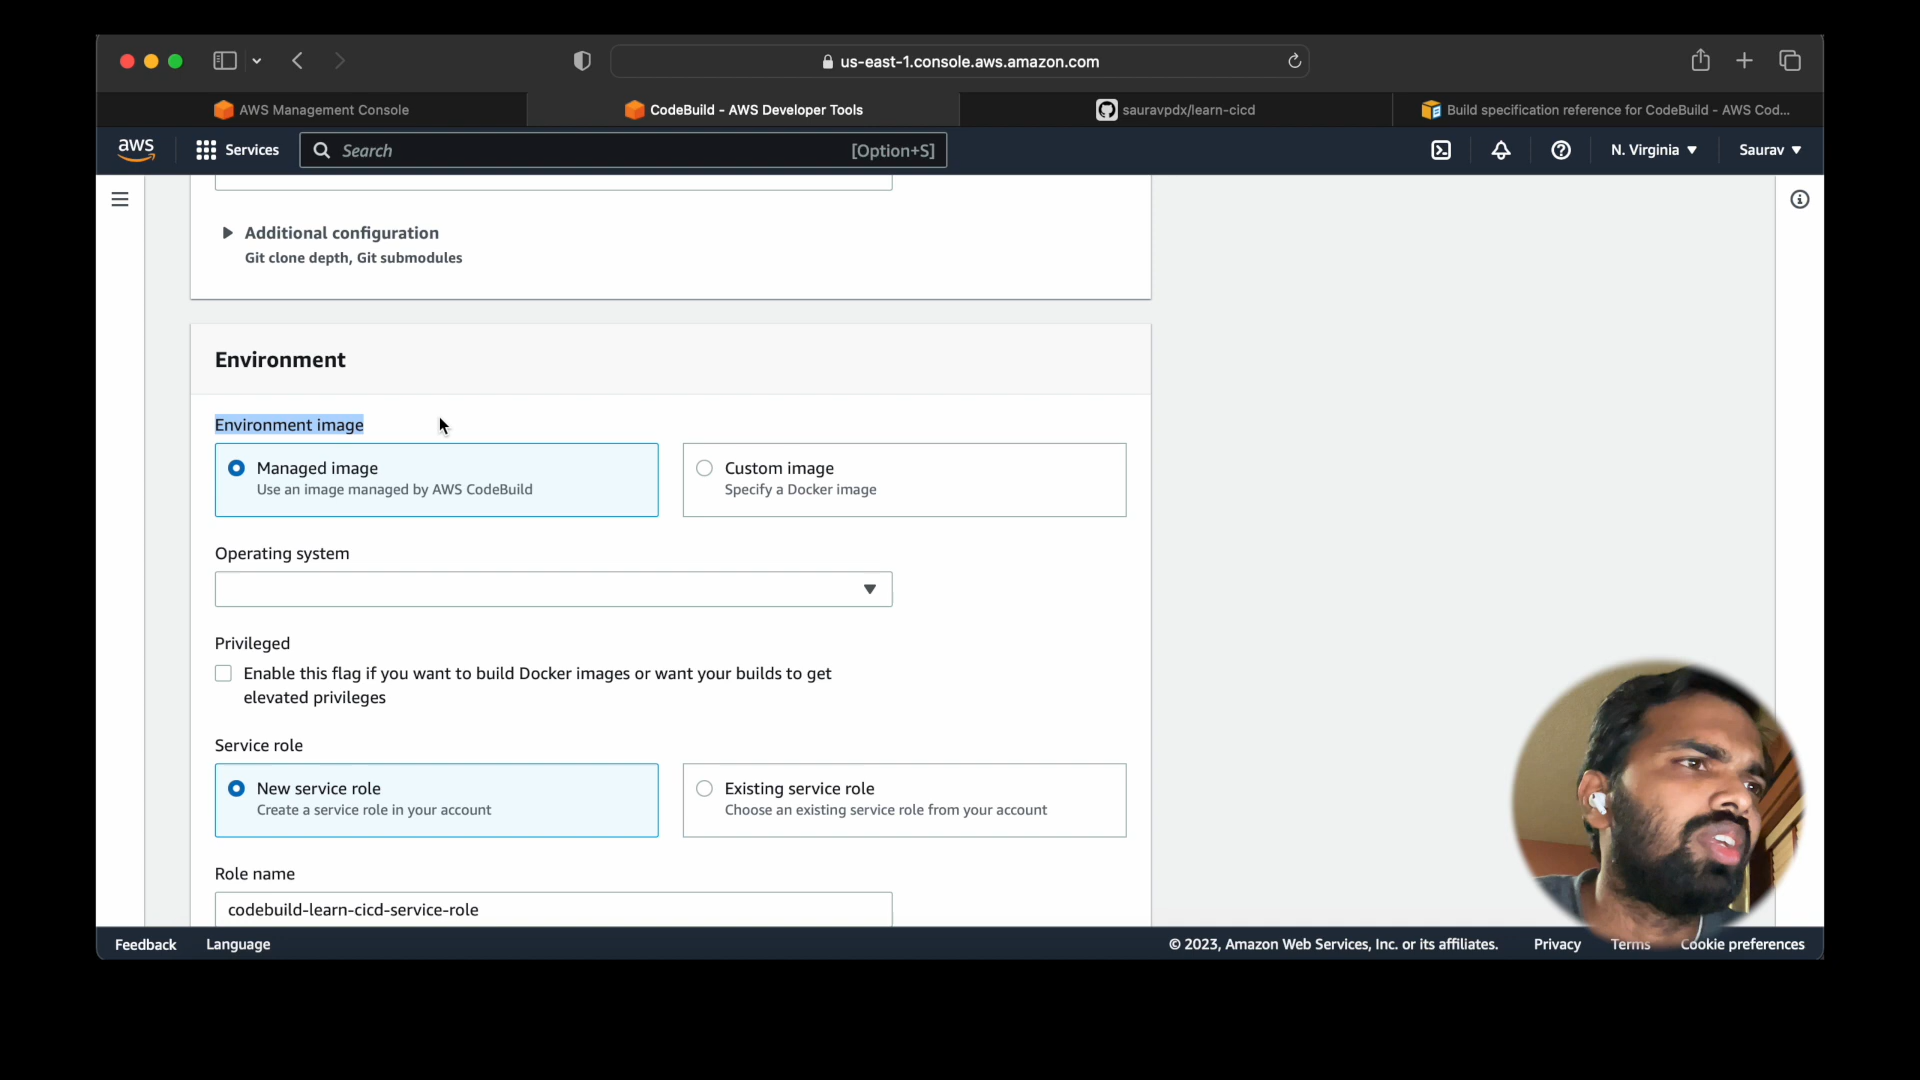 us-east-1.console.aws.amazon.com
AWS Management Console
CodeBuild - AWS Developer Tools
sauravpdx/learn-cicd
Build specification reference for CodeBuild - AWS Cod...
aws
Services
Search
[Option+S]
N. Virginia
Saurav
Additional configuration
Git clone depth, Git submodules
Environment
Environment image
Managed image
Use an image managed by AWS CodeBuild
Custom image
Specify a Docker image
Operating system
Privileged
Enable this flag if you want to build Docker images or want your builds to get
elevated privileges
Service role
New service role
Create a service role in your account
Existing service role
Choose an existing service role from your account
Role name
codebuild-learn-cicd-service-role
Feedback
Language
© 2023, Amazon Web Services, Inc. or its affiliates.
Privacy
Terms
Cookie preferences